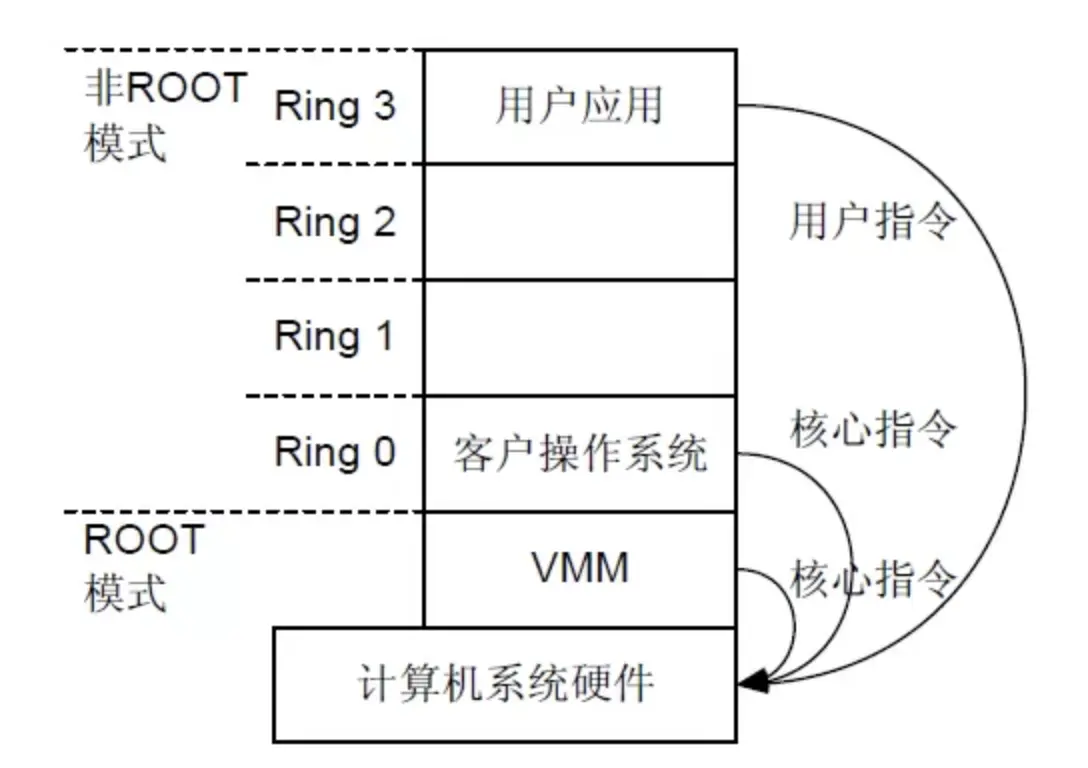 非ROOT
模式
Ring 3
用户应用
Ring 2
用户指令
Ring 1
核心指令
Ring 0
客户操作系统
ROOT
模式
VMM
核心指令
计算机系统硬件